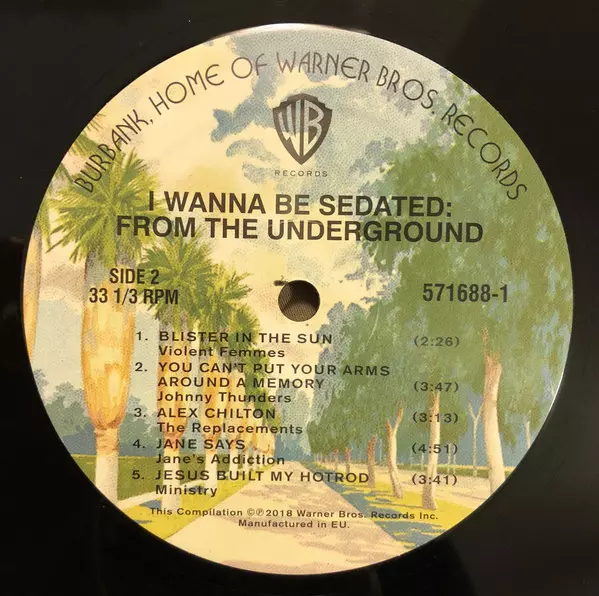 BURBANK, HOME OF WARNER BROS. RECORDS
WB
RECORDS
I WANNA BE SEDATED:
FROM THE UNDERGROUND
SIDE 2
33 1/3 RPM
571688-1
1. BLISTER IN THE SUN (2:26)
Violent Femmes
2. YOU CAN'T PUT YOUR ARMS
AROUND A MEMORY (3:47)
Johnny Thunders
3. ALEX CHILTON (3:13)
The Replacements
4. JANE SAYS (4:51)
Jane's Addiction
5. JESUS BUILT MY HOTROD (3:41)
Ministry
This Compilation ©℗2018 Warner Bros. Records Inc.
Manufactured in EU.